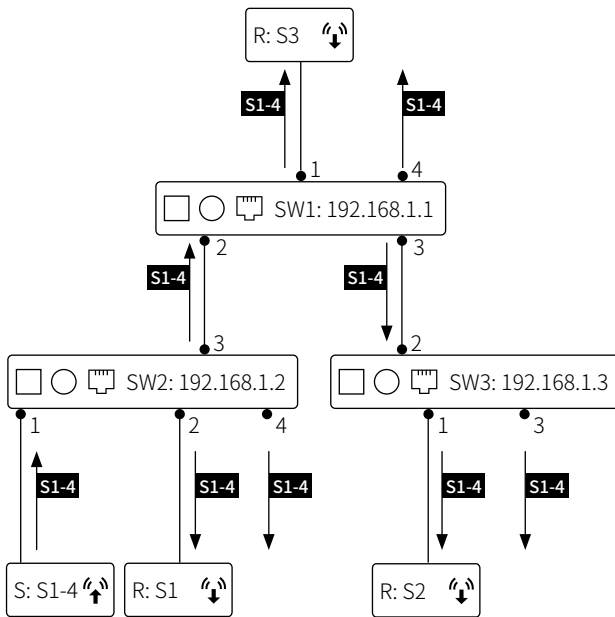 R: S3
S1-4
S1-4
1
4
SW1: 192.168.1.1
2
3
S1-4
S1-4
3
2
SW2: 192.168.1.2
SW3: 192.168.1.3
1
2
4
1
3
S1-4
S1-4
S1-4
S1-4
S1-4
S: S1-4
R: S1
R: S2